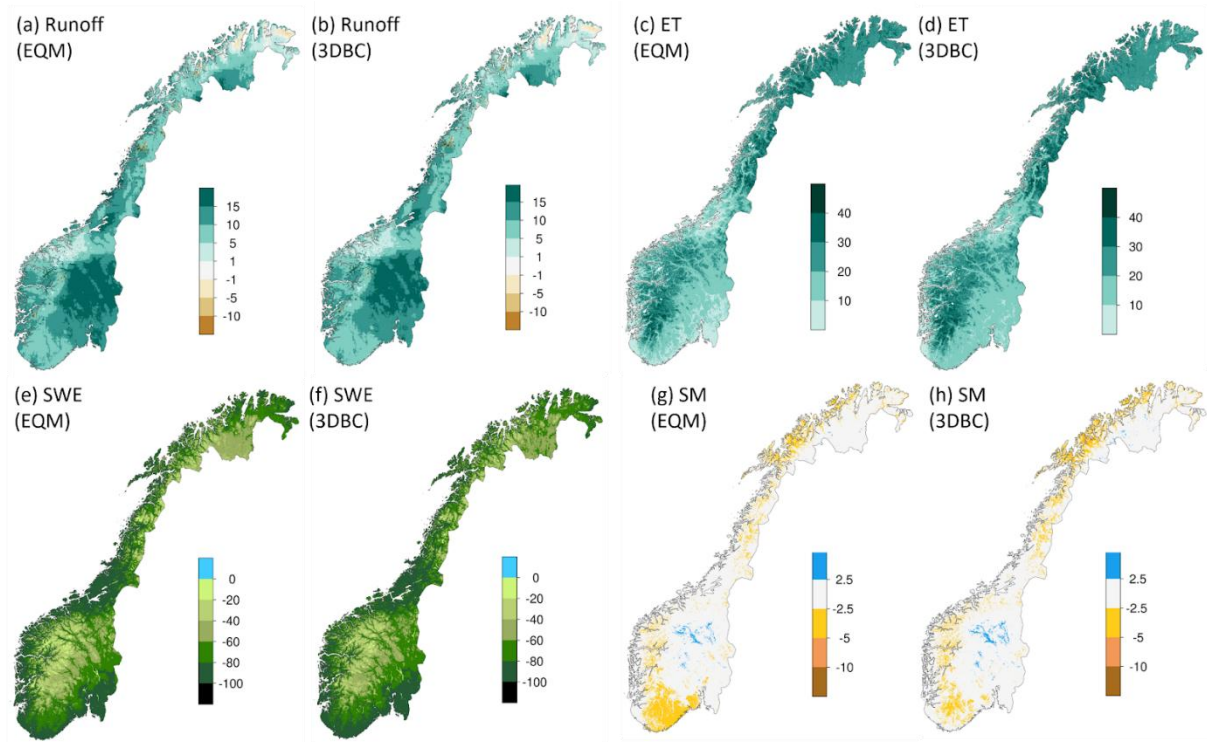 (a) Runoff
(EQM)
15
10
5
1
-1
-5
-10
(b) Runoff
(3DBC)
15
10
5
1
-1
-5
-10
(c) ET
(EQM)
40
30
20
10
(d) ET
(3DBC)
40
30
20
10
(e) SWE
(EQM)
0
-20
-40
-60
-80
-100
(f) SWE
(3DBC)
0
-20
-40
-60
-80
-100
(g) SM
(EQM)
2.5
-2.5
-5
-10
(h) SM
(3DBC)
2.5
-2.5
-5
-10